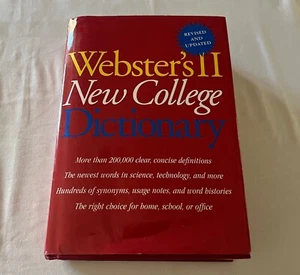 REVISED
AND
UPDATED
Webster's II
New College
Dictionary
More than 200,000 clear, concise definitions
The newest words in science, technology, and more
Hundreds of synonyms, usage notes, and word histories
The right choice for home, school, or office